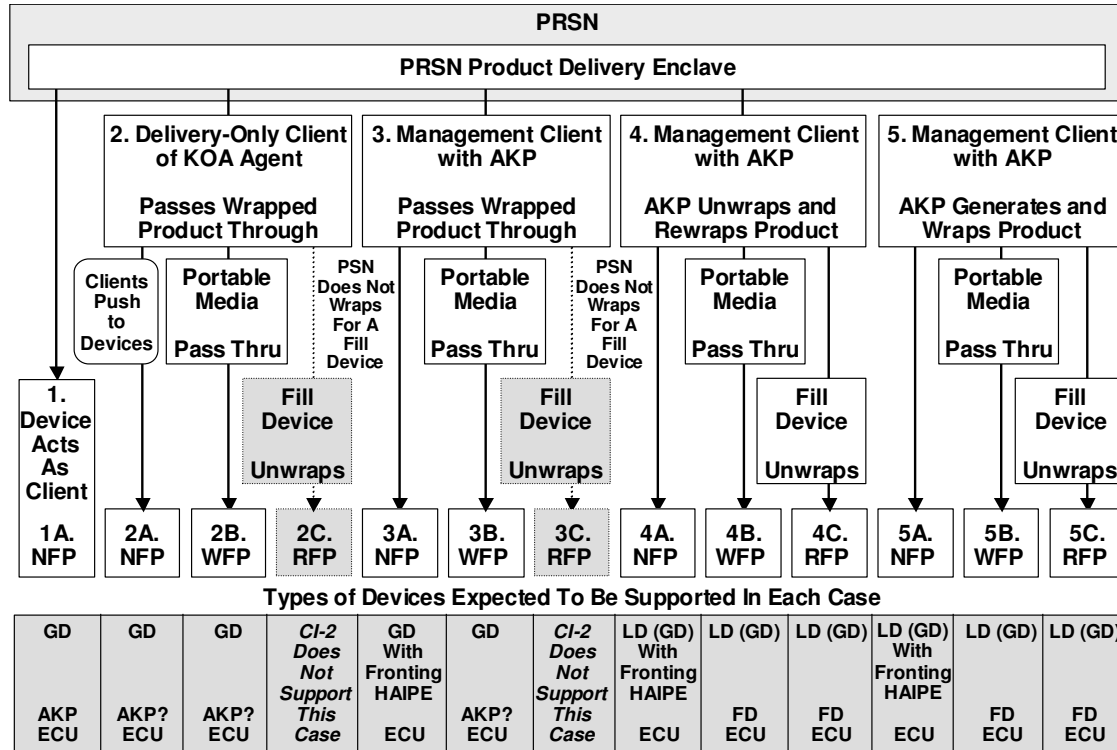 PRSN
PRSN Product Delivery Enclave
2. Delivery-Only Client
of KOA Agent
Passes Wrapped
Product Through
3. Management Client
with AKP
Passes Wrapped
Product Through
4. Management Client
with AKP
AKP Unwraps and
Rewraps Product
5. Management Client
with AKP
AKP Generates and
Wraps Product
Clients
Push
to
Devices
Portable
Media
Pass Thru
PSN
Does Not
Wraps
For A
Fill
Device
Portable
Media
Pass Thru
PSN
Does Not
Wraps
For A
Fill
Device
Portable
Media
Pass Thru
Portable
Media
Pass Thru
1.
Device
Acts
As
Client
1A.
NFP
Fill
Device
Unwraps
Fill
Device
Unwraps
Fill
Device
Unwraps
Fill
Device
Unwraps
2A.
NFP
2B.
WFP
2C.
RFP
3A.
NFP
3B.
WFP
3C.
RFP
4A.
NFP
4B.
WFP
4C.
RFP
5A.
NFP
5B.
WFP
5C.
RFP
Types of Devices Expected To Be Supported In Each Case
GD
AKP
ECU
GD
AKP?
ECU
GD
AKP?
ECU
CI-2
Does
Not
Support
This
Case
GD
With
Fronting
HAIPE
ECU
GD
AKP?
ECU
CI-2
Does
Not
Support
This
Case
LD (GD)
With
Fronting
HAIPE
ECU
LD (GD)
FD
ECU
LD (GD)
FD
ECU
LD (GD)
With
Fronting
HAIPE
ECU
LD (GD)
FD
ECU
LD (GD)
FD
ECU